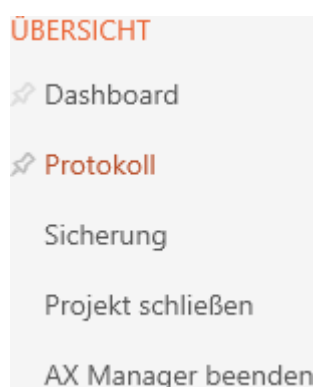 ÜBERSICHT
Dashboard
Protokoll
Sicherung
Projekt schließen
AX Manager beenden